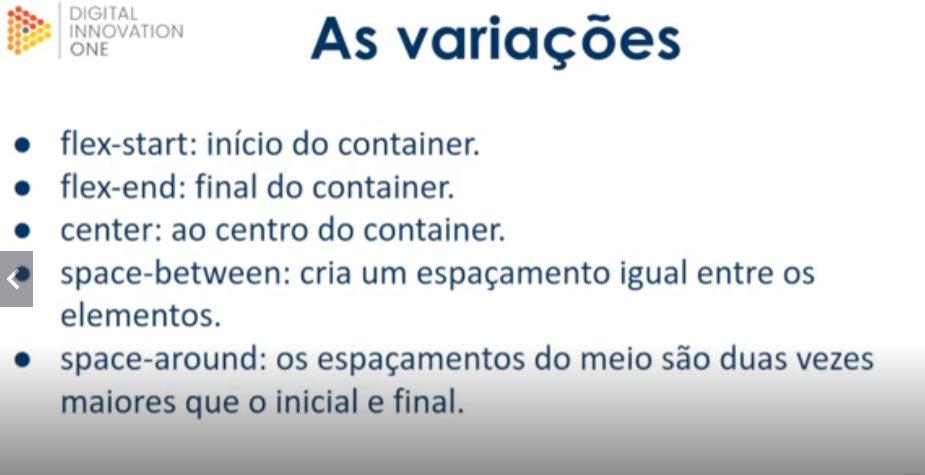 DIGITAL
INNOVATION
ONE
As variações
● flex-start: início do container.
● flex-end: final do container.
● center: ao centro do container.
● space-between: cria um espaçamento igual entre os
elementos.
● space-around: os espaçamentos do meio são duas vezes
maiores que o inicial e final.